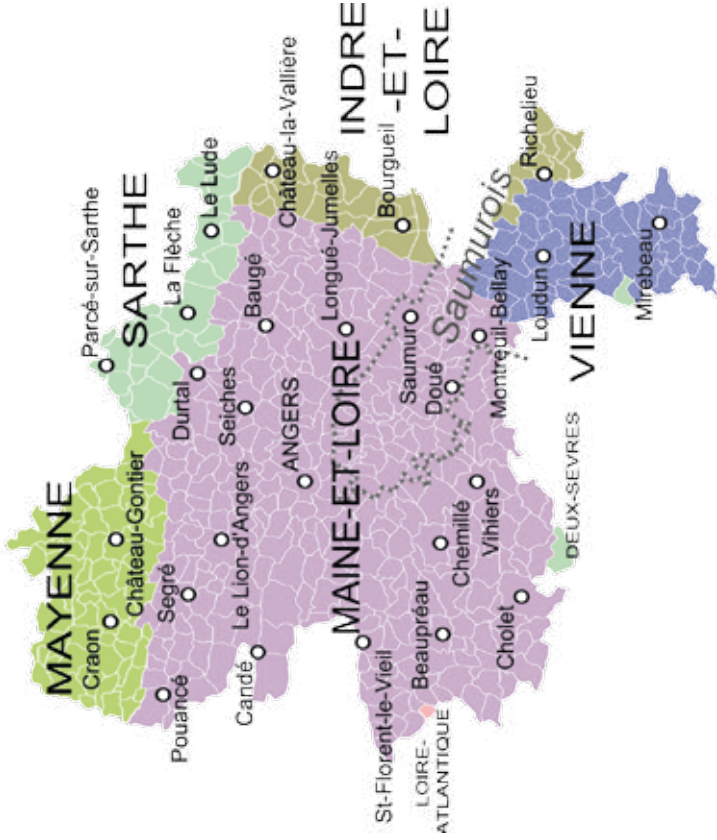 MAYENNE
Craon
Château-Gontier
SARTHE
Parcé-sur-Sarthe
La Flèche
Le Lude
Pouancé
Segré
Durtal
Candé
Le Lion-d'Angers
Seiches
Baugé
Château-la-Vallière
ANGERS
MAINE-ET-LOIRE
Longué-Jumelles
INDRE
-ET-
LOIRE
Bourgueil
St-Florent-le-Vieil
Beaupréau
Chemillé
Vihiers
Doué
Saumur
Saumurois
Montreuil-Bellay
LOIRE-
ATLANTIQUE
Cholet
DEUX-SEVRES
VIENNE
Loudun
Richelieu
Mirebeau